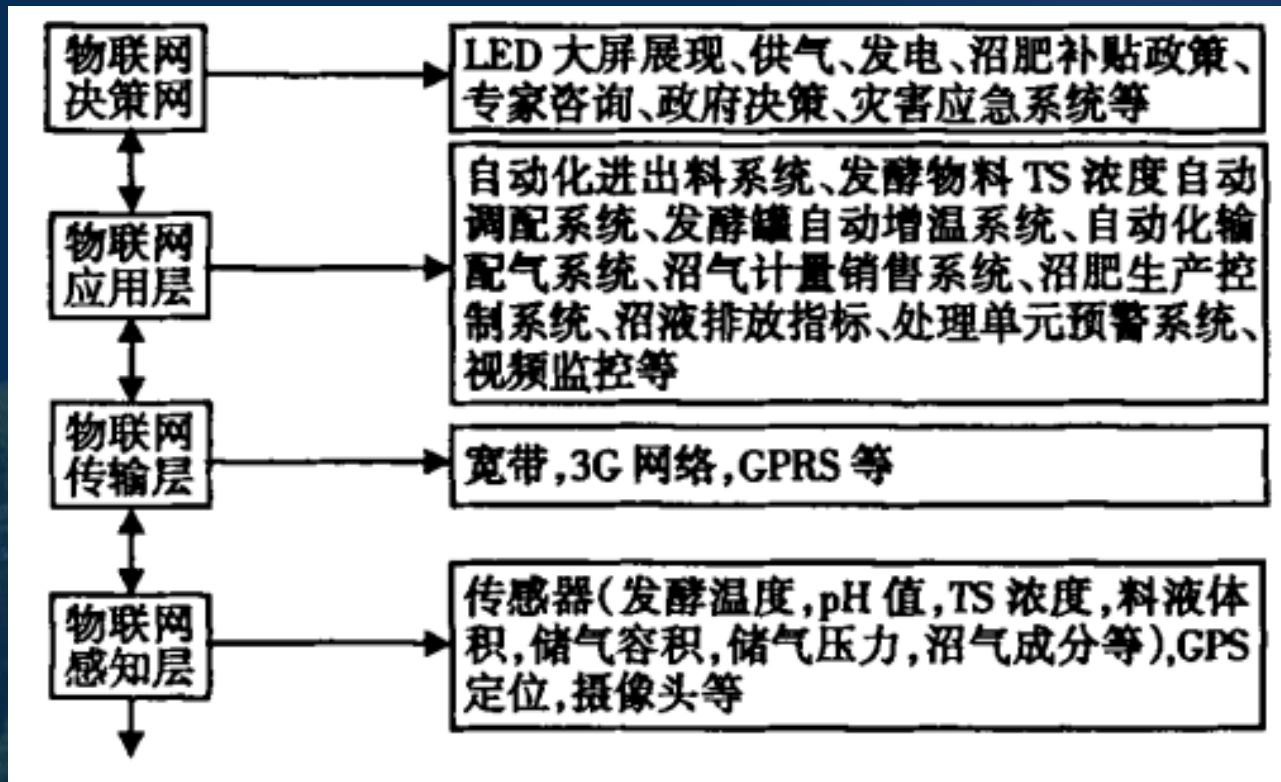 物联网
决策网
LED 大屏展现、供气、发电、沼肥补贴政策、
专家咨询、政府决策、灾害应急系统等
物联网
应用层
自动化进出料系统、发酵物料 TS 浓度自动
调配系统、发酵罐自动增温系统、自动化输
配气系统、沼气计量销售系统、沼肥生产控
制系统、沼液排放指标、处理单元预警系统、
视频监控等
物联网
传输层
宽带,3G 网络,GPRS 等
物联网
感知层
传感器(发酵温度,pH 值,TS 浓度,料液体
积,储气容积,储气压力,沼气成分等),GPS
定位,摄像头等